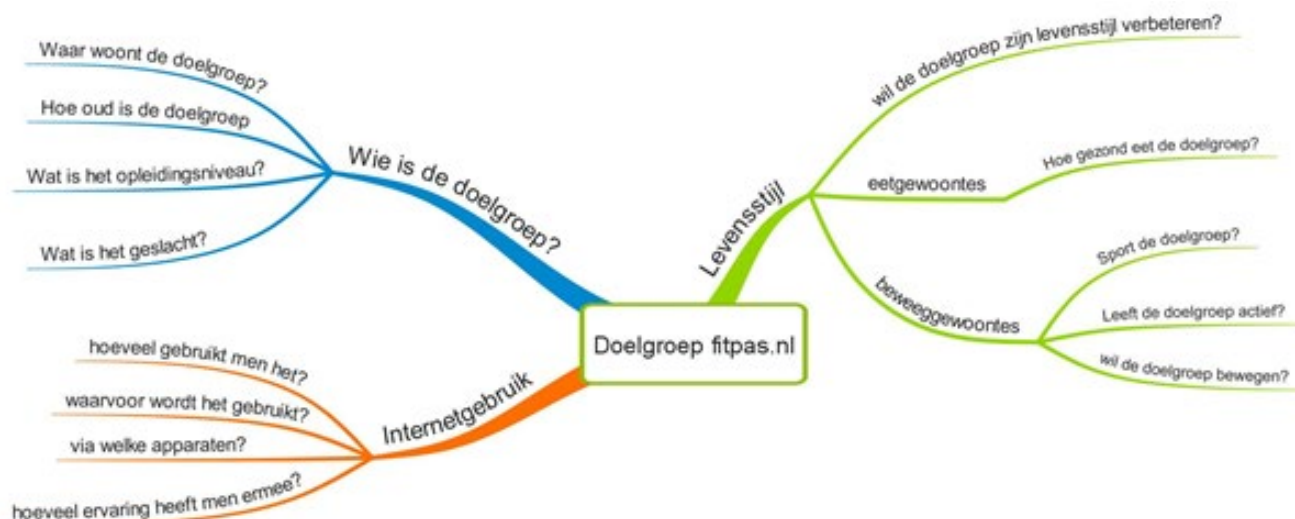 Doelgroep fitpas.nl
Wie is de doelgroep?
Waar woont de doelgroep?
Hoe oud is de doelgroep
Wat is het opleidingsniveau?
Wat is het geslacht?
Internetgebruik
hoeveel gebruikt men het?
waarvoor wordt het gebruikt?
via welke apparaten?
hoeveel ervaring heeft men ermee?
Levensstijl
wil de doelgroep zijn levensstijl verbeteren?
eetgewoontes
Hoe gezond eet de doelgroep?
beweeggewoontes
Sport de doelgroep?
Leeft de doelgroep actief?
wil de doelgroep bewegen?